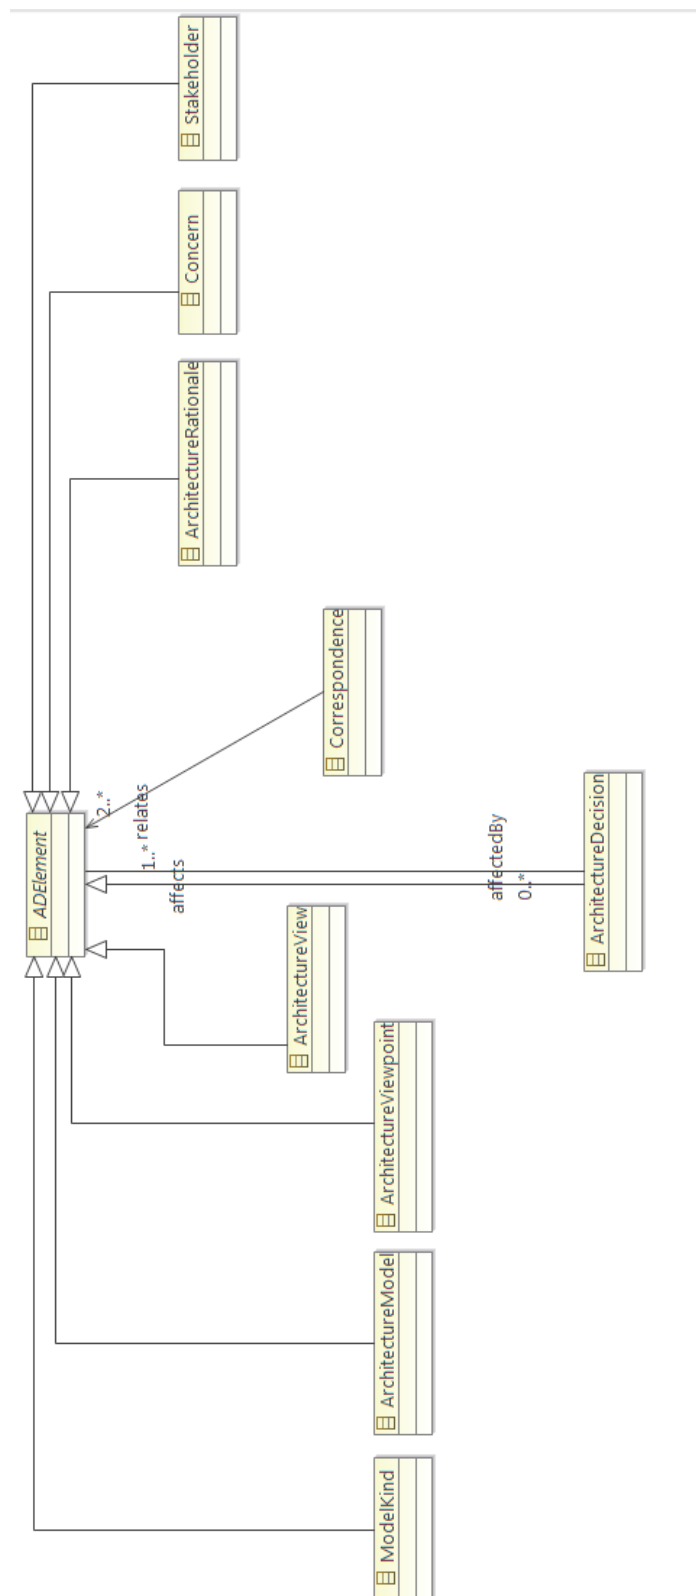 Stakeholder
Concern
ArchitectureRationale
Correspondence
ADElement
2..*
relates
1..*
affects
affectedBy
0..*
ArchitectureDecision
ArchitectureView
ArchitectureViewpoint
ArchitectureModel
ModelKind